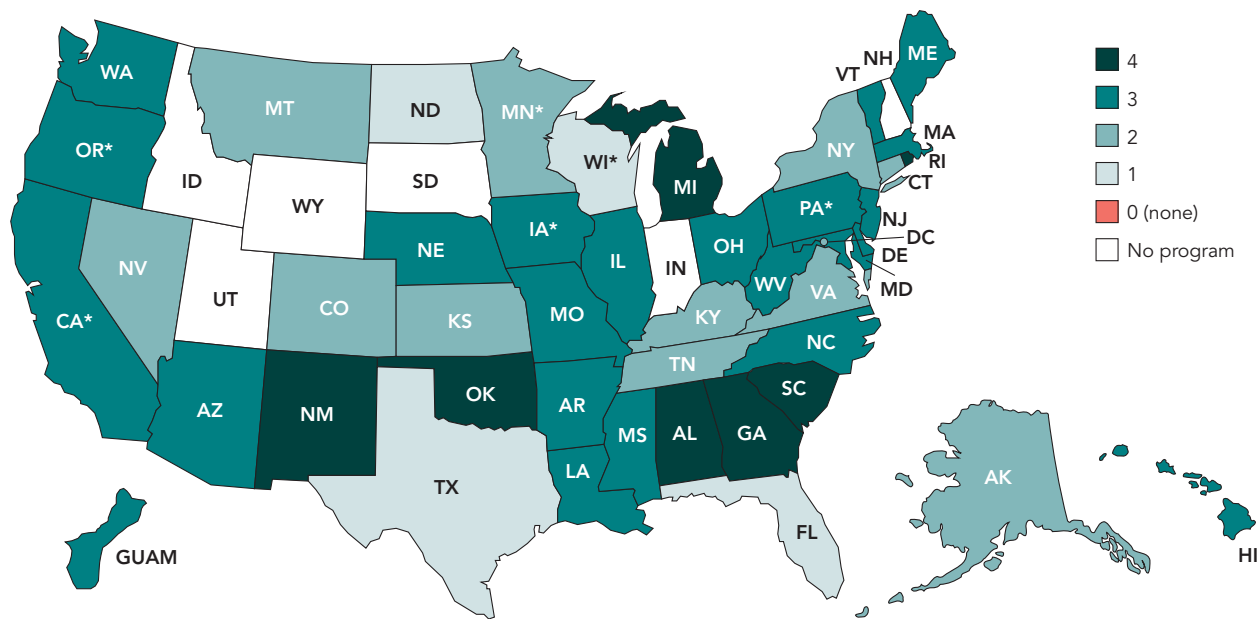 WA
OR*
CA*
NV
ID
MT
WY
UT
AZ
CO
NM
ND
SD
NE
KS
OK
TX
MN*
IA*
MO
AR
LA
WI*
IL
MI
IN
OH
KY
TN
MS
AL
GA
FL
SC
NC
VA
WV
PA*
NY
VT
NH
ME
MA
RI
CT
NJ
DC
DE
MD
AK
HI
GUAM
4
3
2
1
0 (none)
No program